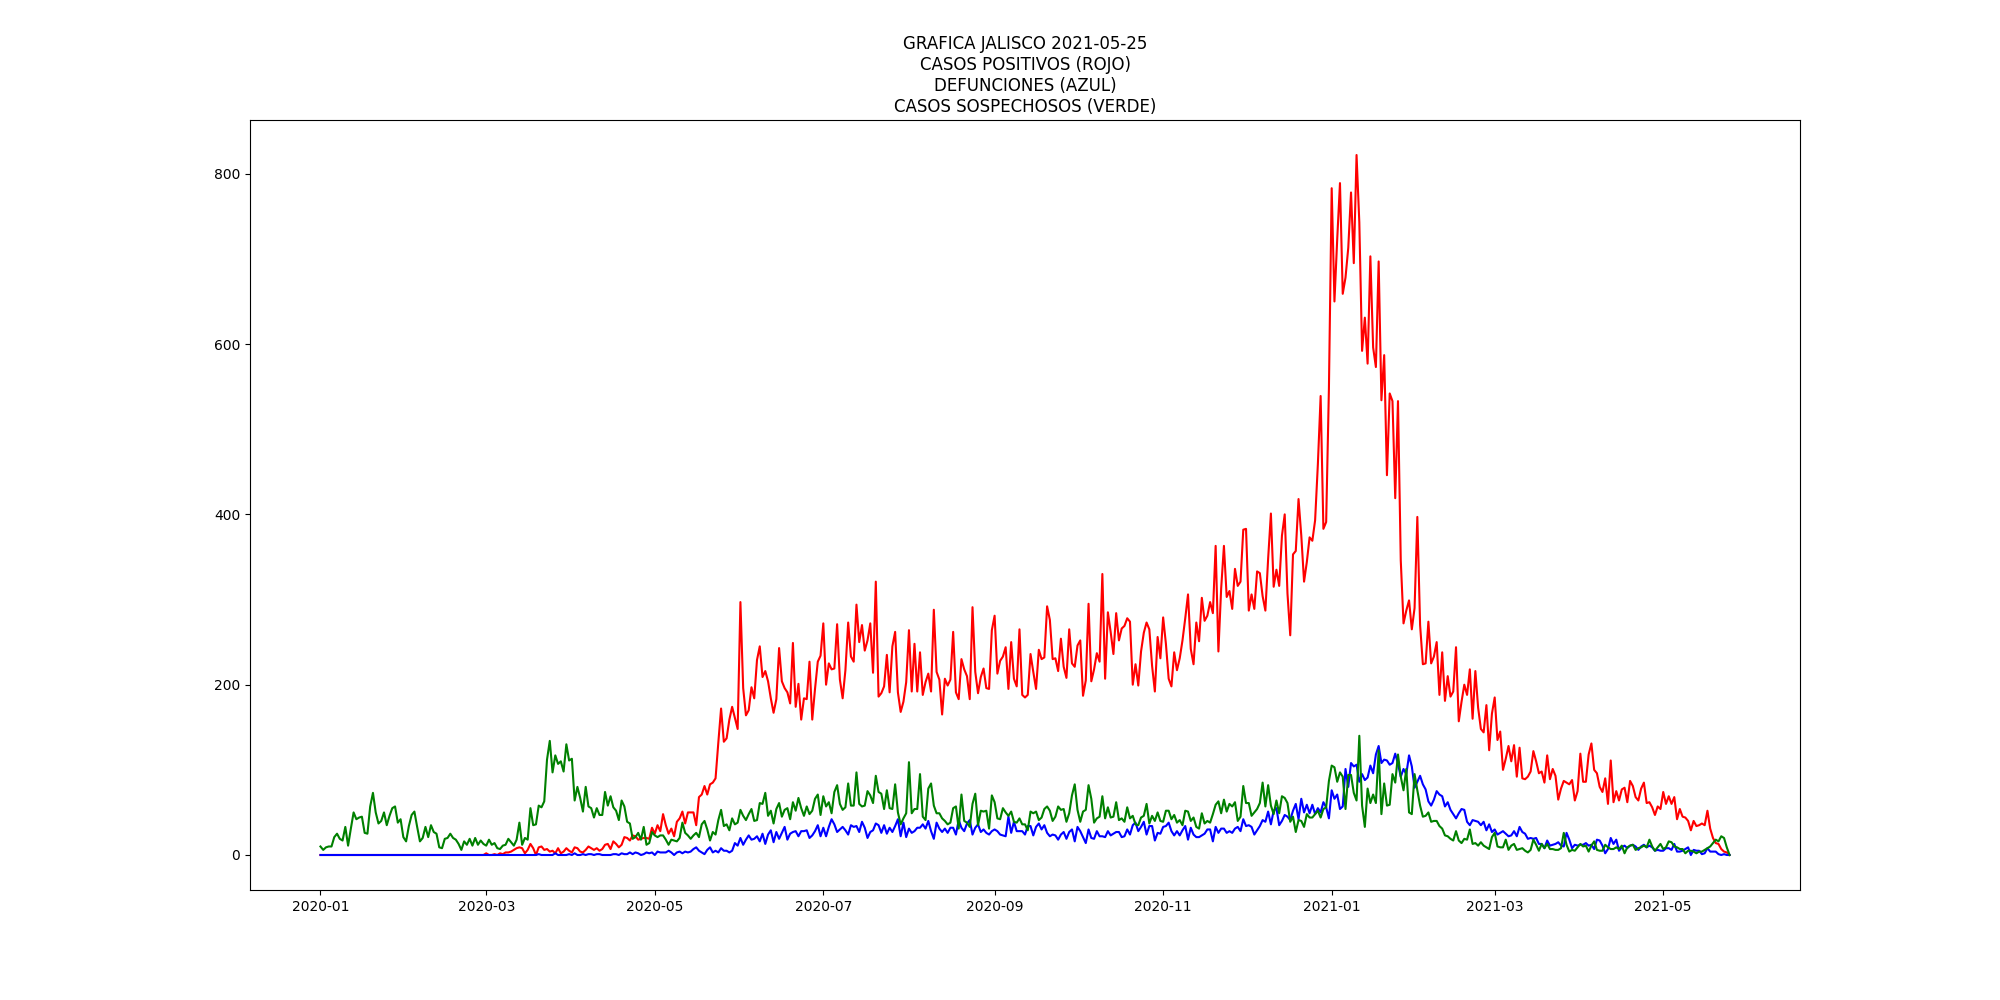 GRAFICA JALISCO 2021-05-25
CASOS POSITIVOS (ROJO)
DEFUNCIONES (AZUL)
CASOS SOSPECHOSOS (VERDE)
800
600
400
200
0
2020-01 2020-03 2020-05 2020-07 2020-09 2020-11 2021-01 2021-03 2021-05